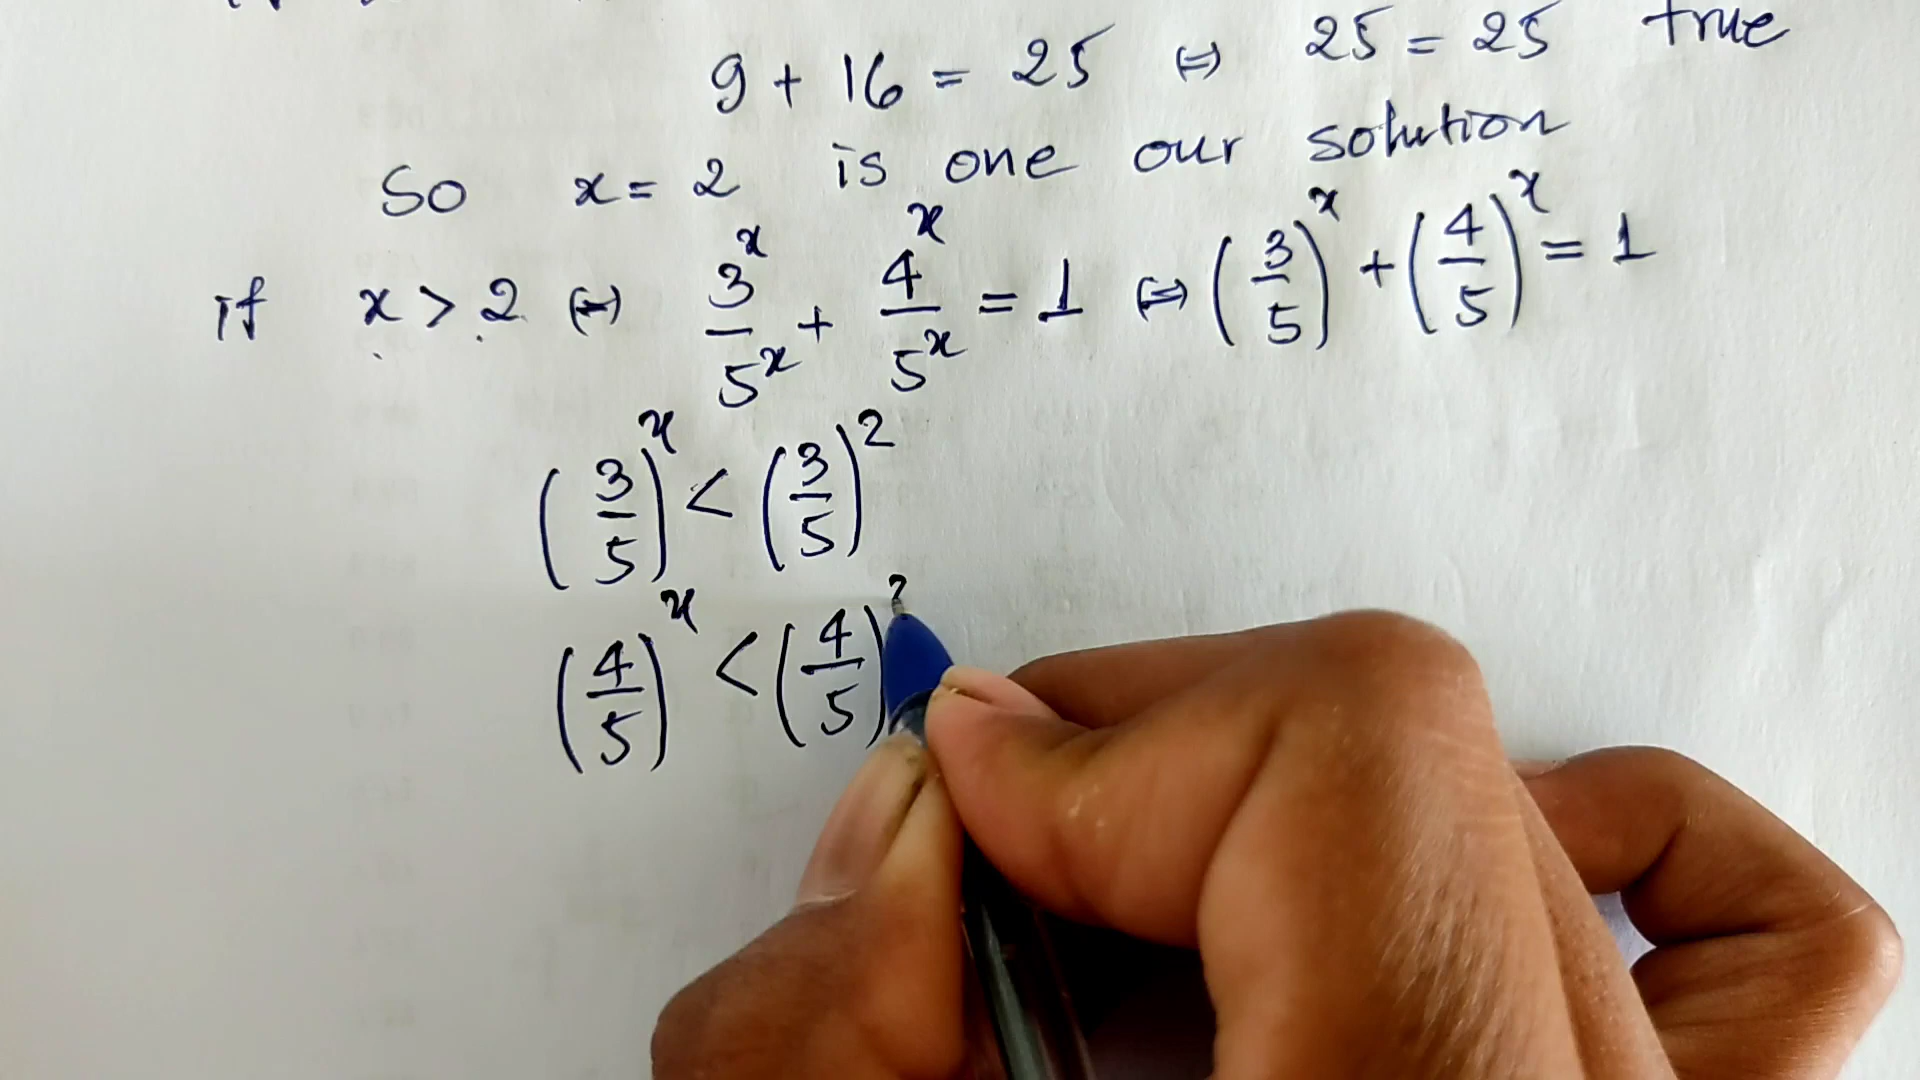 9 + 16 = 25 ⇔ 25 = 25 true
So x = 2 is one our solution
if x > 2 ⇔ 3^x/5^x + 4^x/5^x = 1 ⇔ (3/5)^x + (4/5)^x = 1
(3/5)^x < (3/5)^2
(4/5)^x < (4/5)^2